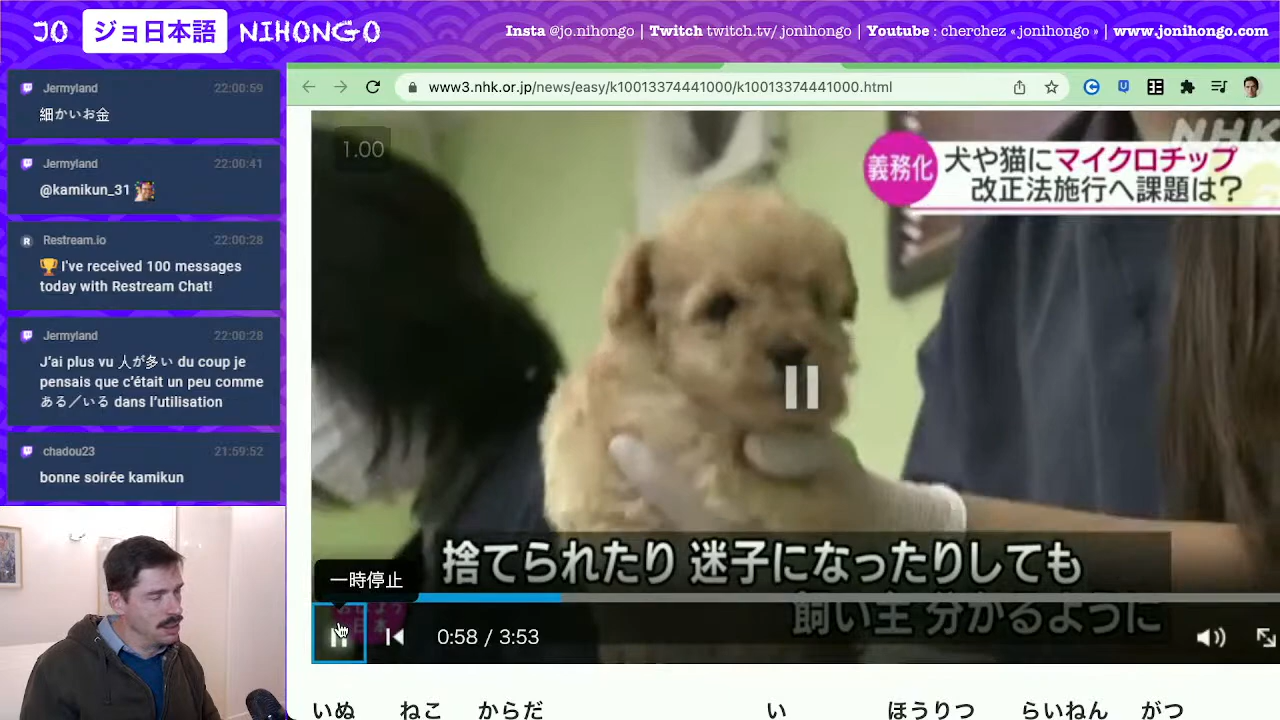 JO ジョ日本語 NIHONGO
Insta @jo.nihongo | Twitch twitch.tv/ jonihongo | Youtube : cherchez « jonihongo » | www.jonihongo.com
Jermyland 22:00:59
細かいお金
Jermyland 22:00:41
@kamikun_31
Restream.io 22:00:28
🏆 I've received 100 messages
today with Restream Chat!
Jermyland 22:00:28
J'ai plus vu 人が多い du coup je
pensais que c'était un peu comme
ある／いる dans l'utilisation
chadou23 21:59:52
bonne soirée kamikun
www3.nhk.or.jp/news/easy/k10013374441000/k10013374441000.html
1.00
NHK
義務化
犬や猫にマイクロチップ
改正法施行へ課題は？
捨てられたり 迷子になったりしても
飼い主 分かるように
一時停止
おはよう
日本
0:58 / 3:53
いぬ ねこ からだ い ほうりつ らいねん がつ